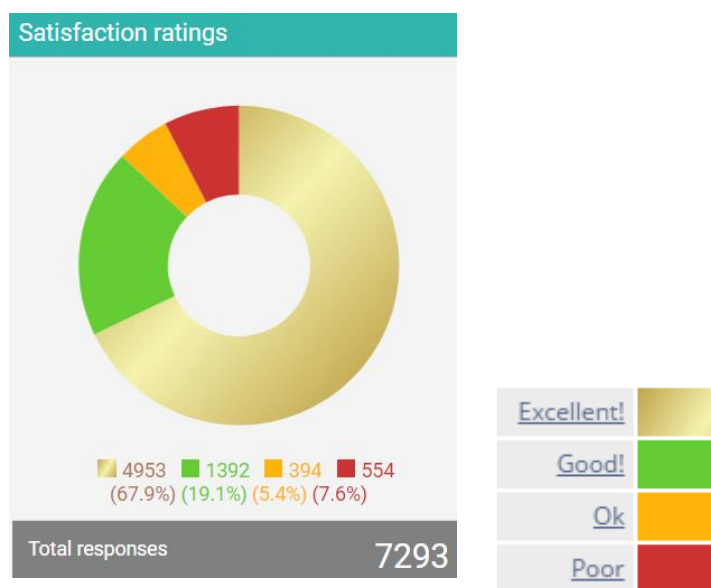 Satisfaction ratings
4953 1392 394 554
(67.9%) (19.1%) (5.4%) (7.6%)
Total responses 7293
Excellent!
Good!
Ok
Poor